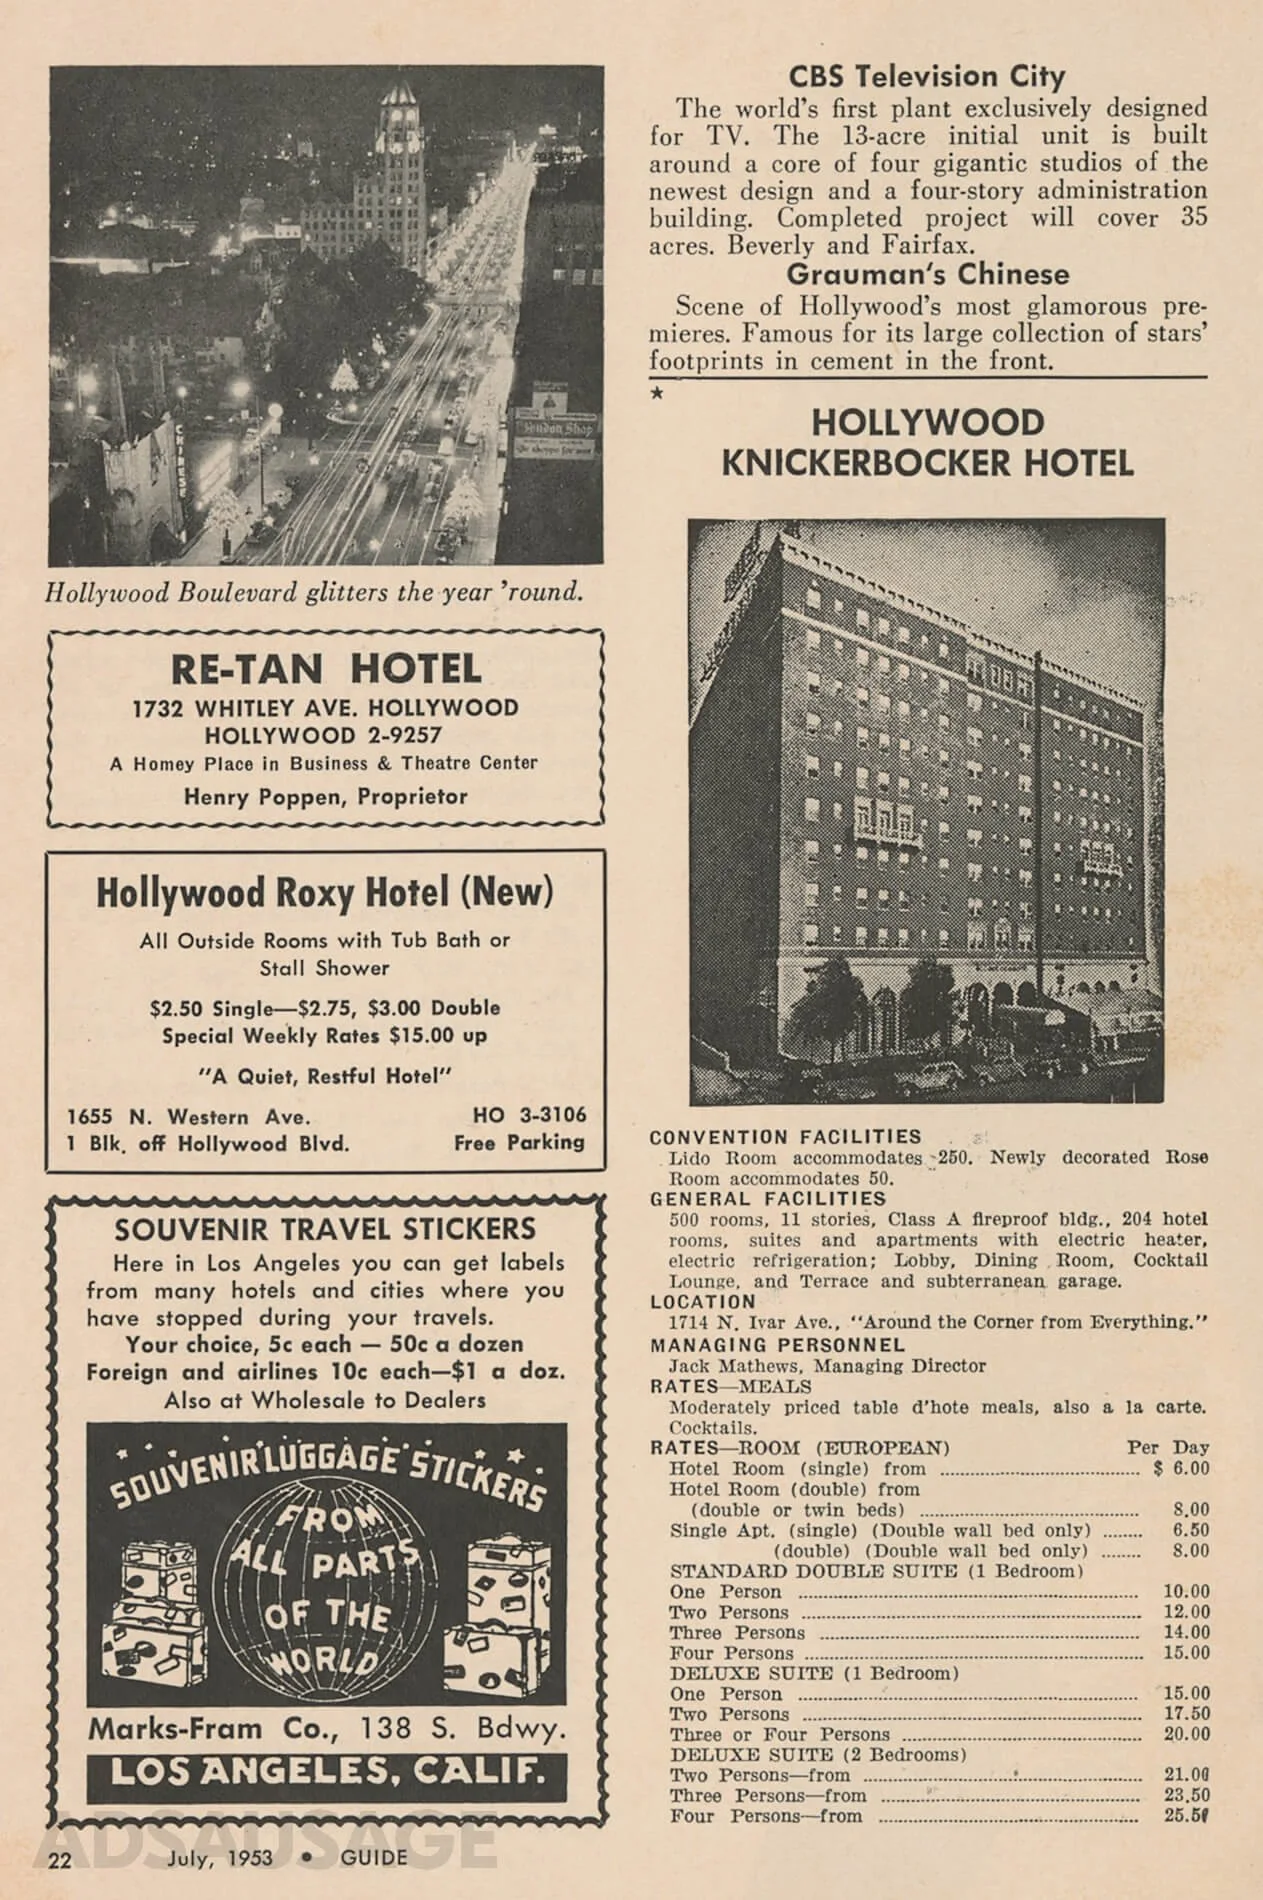 CHINESE
London Shop
Hollywood Boulevard glitters the year ’round.
RE-TAN HOTEL
1732 WHITLEY AVE. HOLLYWOOD
HOLLYWOOD 2-9257
A Homey Place in Business & Theatre Center
Henry Poppen, Proprietor
Hollywood Roxy Hotel (New)
All Outside Rooms with Tub Bath or
Stall Shower
$2.50 Single—$2.75, $3.00 Double
Special Weekly Rates $15.00 up
"A Quiet, Restful Hotel"
1655 N. Western Ave. HO 3-3106
1 Blk. off Hollywood Blvd. Free Parking
SOUVENIR TRAVEL STICKERS
Here in Los Angeles you can get labels
from many hotels and cities where you
have stopped during your travels.
Your choice, 5c each — 50c a dozen
Foreign and airlines 10c each—$1 a doz.
Also at Wholesale to Dealers
SOUVENIR LUGGAGE STICKERS
FROM
ALL PARTS
OF THE
WORLD
Marks-Fram Co., 138 S. Bdwy.
LOS ANGELES, CALIF.
CBS Television City
The world's first plant exclusively designed
for TV. The 13-acre initial unit is built
around a core of four gigantic studios of the
newest design and a four-story administration
building. Completed project will cover 35
acres. Beverly and Fairfax.
Grauman's Chinese
Scene of Hollywood's most glamorous pre-
mieres. Famous for its large collection of stars'
footprints in cement in the front.
★
HOLLYWOOD
KNICKERBOCKER HOTEL
CONVENTION FACILITIES
Lido Room accommodates 250. Newly decorated Rose
Room accommodates 50.
GENERAL FACILITIES
500 rooms, 11 stories, Class A fireproof bldg., 204 hotel
rooms, suites and apartments with electric heater,
electric refrigeration; Lobby, Dining Room, Cocktail
Lounge, and Terrace and subterranean garage.
LOCATION
1714 N. Ivar Ave., "Around the Corner from Everything."
MANAGING PERSONNEL
Jack Mathews, Managing Director
RATES—MEALS
Moderately priced table d'hote meals, also a la carte.
Cocktails.
RATES—ROOM (EUROPEAN) Per Day
Hotel Room (single) from ........ $ 6.00
Hotel Room (double) from
(double or twin beds) ........ 8.00
Single Apt. (single) (Double wall bed only) ........ 6.50
(double) (Double wall bed only) ........ 8.00
STANDARD DOUBLE SUITE (1 Bedroom)
One Person ........ 10.00
Two Persons ........ 12.00
Three Persons ........ 14.00
Four Persons ........ 15.00
DELUXE SUITE (1 Bedroom)
One Person ........ 15.00
Two Persons ........ 17.50
Three or Four Persons ........ 20.00
DELUXE SUITE (2 Bedrooms)
Two Persons—from ........ 21.00
Three Persons—from ........ 23.50
Four Persons—from ........ 25.50
ADSAUSAGE
22 July, 1953 • GUIDE